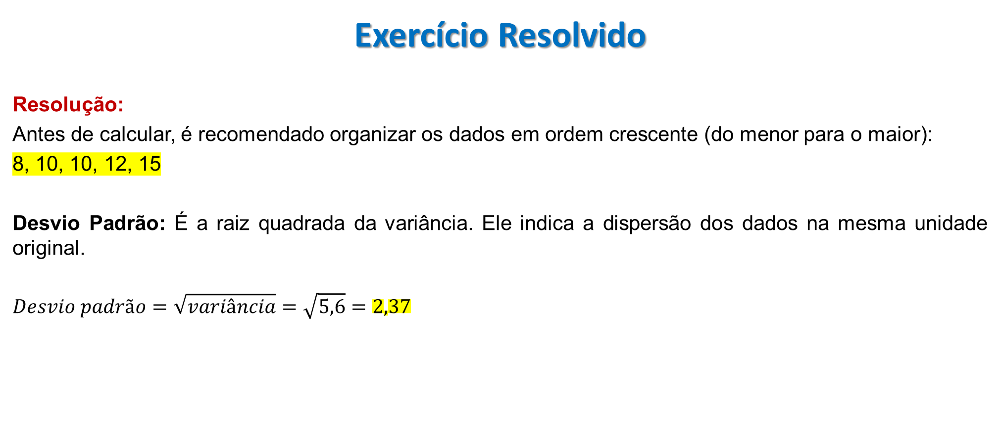 Exercício Resolvido
Resolução:
Antes de calcular, é recomendado organizar os dados em ordem crescente (do menor para o maior):
8, 10, 10, 12, 15
Desvio Padrão: É a raiz quadrada da variância. Ele indica a dispersão dos dados na mesma unidade
original.
Desvio padrão = √variância = √5,6 = 2,37